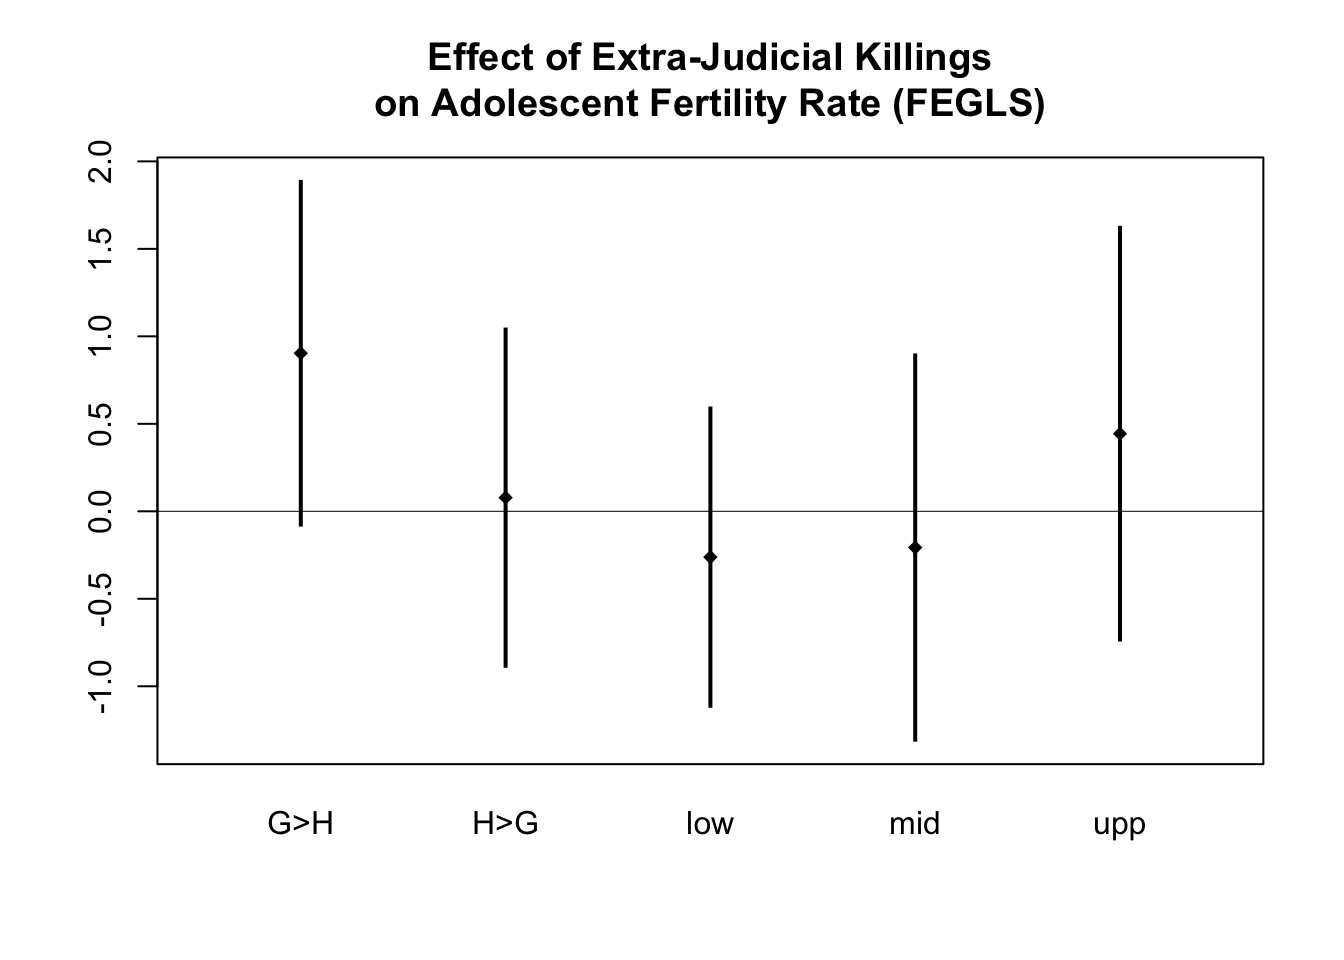 Effect of Extra-Judicial Killings
on Adolescent Fertility Rate (FEGLS)
2.0
1.5
1.0
0.5
0.0
-0.5
-1.0
G>H H>G low mid upp